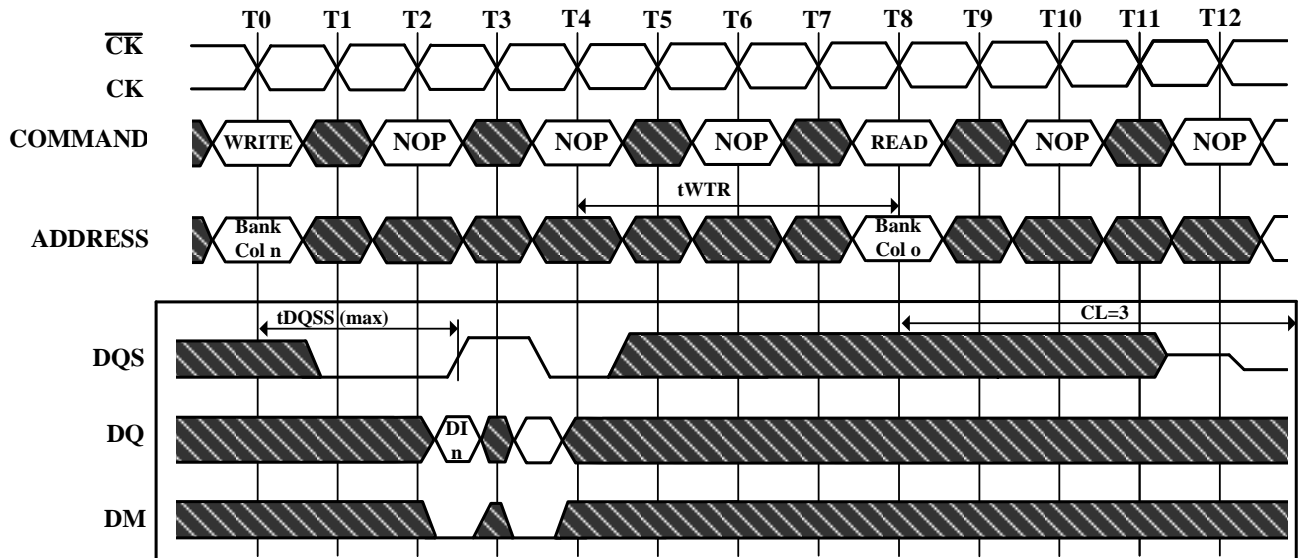 T0 T1 T2 T3 T4 T5 T6 T7 T8 T9 T10 T11 T12
CK
CK
COMMAND WRITE NOP NOP NOP READ NOP NOP
tWTR
ADDRESS Bank Col n Bank Col o
tDQSS (max) CL=3
DQS
DQ DI n
DM